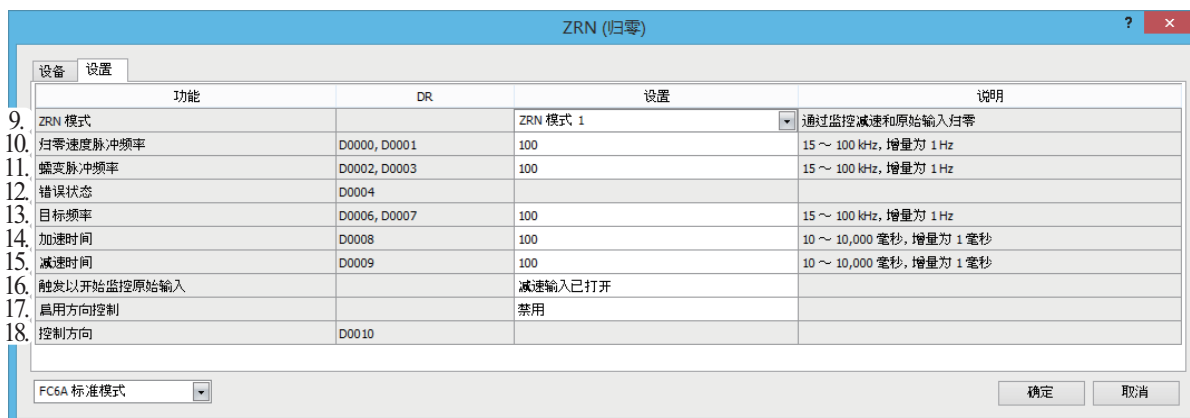 ZRN (归零)
? ×
设备 设置
功能 DR 设置 说明
9. ZRN 模式 ZRN 模式 1 通过监控减速和原始输入归零
10. 归零速度脉冲频率 D0000, D0001 100 15 ～ 100 kHz, 增量为 1 Hz
11. 蠕变脉冲频率 D0002, D0003 100 15 ～ 100 kHz, 增量为 1 Hz
12. 错误状态 D0004
13. 目标频率 D0006, D0007 100 15 ～ 100 kHz, 增量为 1 Hz
14. 加速时间 D0008 100 10 ～ 10,000 毫秒, 增量为 1 毫秒
15. 减速时间 D0009 100 10 ～ 10,000 毫秒, 增量为 1 毫秒
16. 触发以开始监控原始输入 减速输入已打开
17. 启用方向控制 禁用
18. 控制方向 D0010
FC6A 标准模式 确定 取消